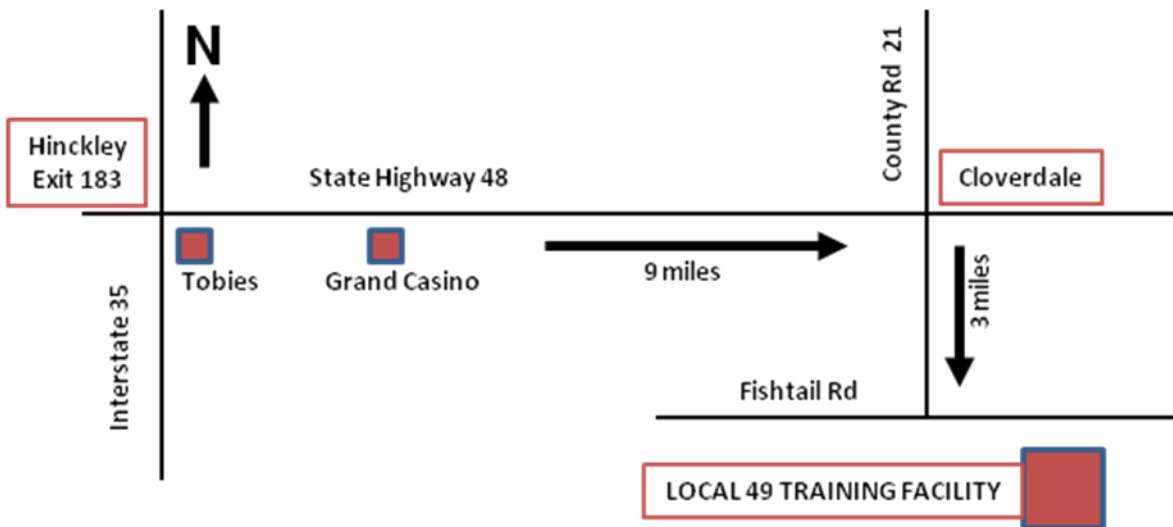 N
County Rd 21
Hinckley
Exit 183
State Highway 48
Cloverdale
Tobies
Grand Casino
9 miles
3 miles
Interstate 35
Fishtail Rd
LOCAL 49 TRAINING FACILITY